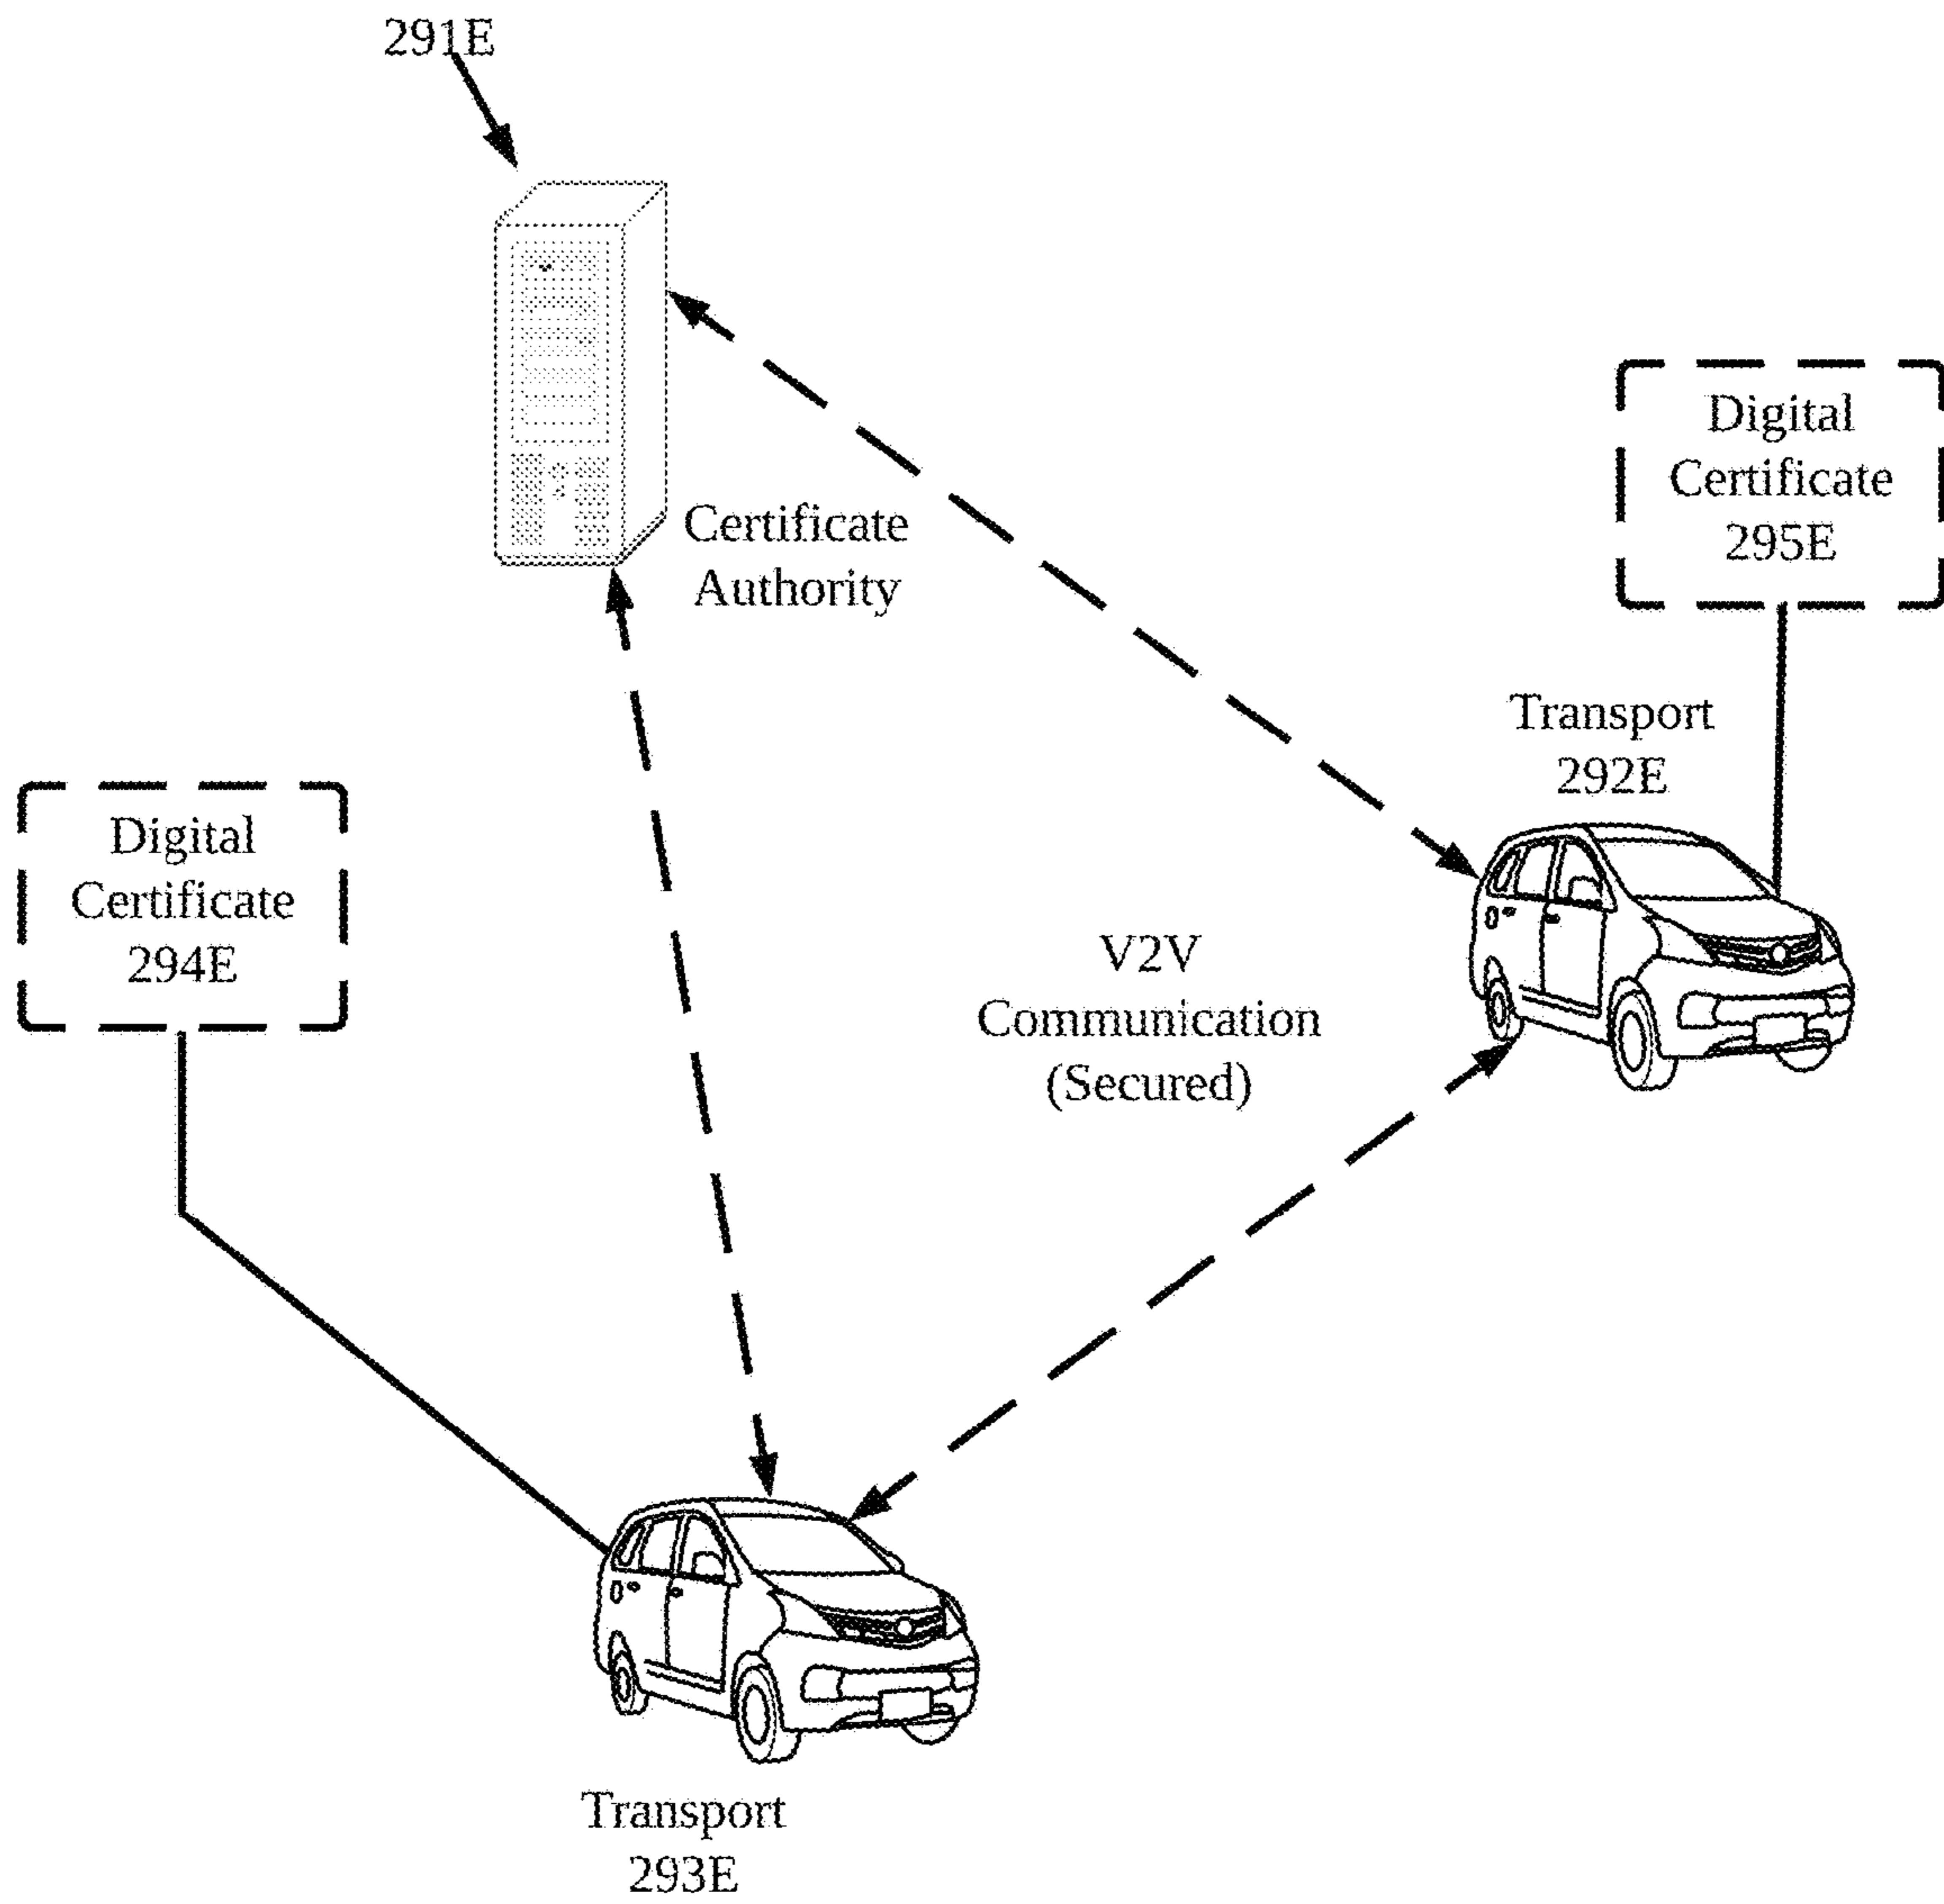 291E
Certificate
Authority
Digital
Certificate
295E
Transport
292E
Digital
Certificate
294E
V2V
Communication
(Secured)
Transport
293E